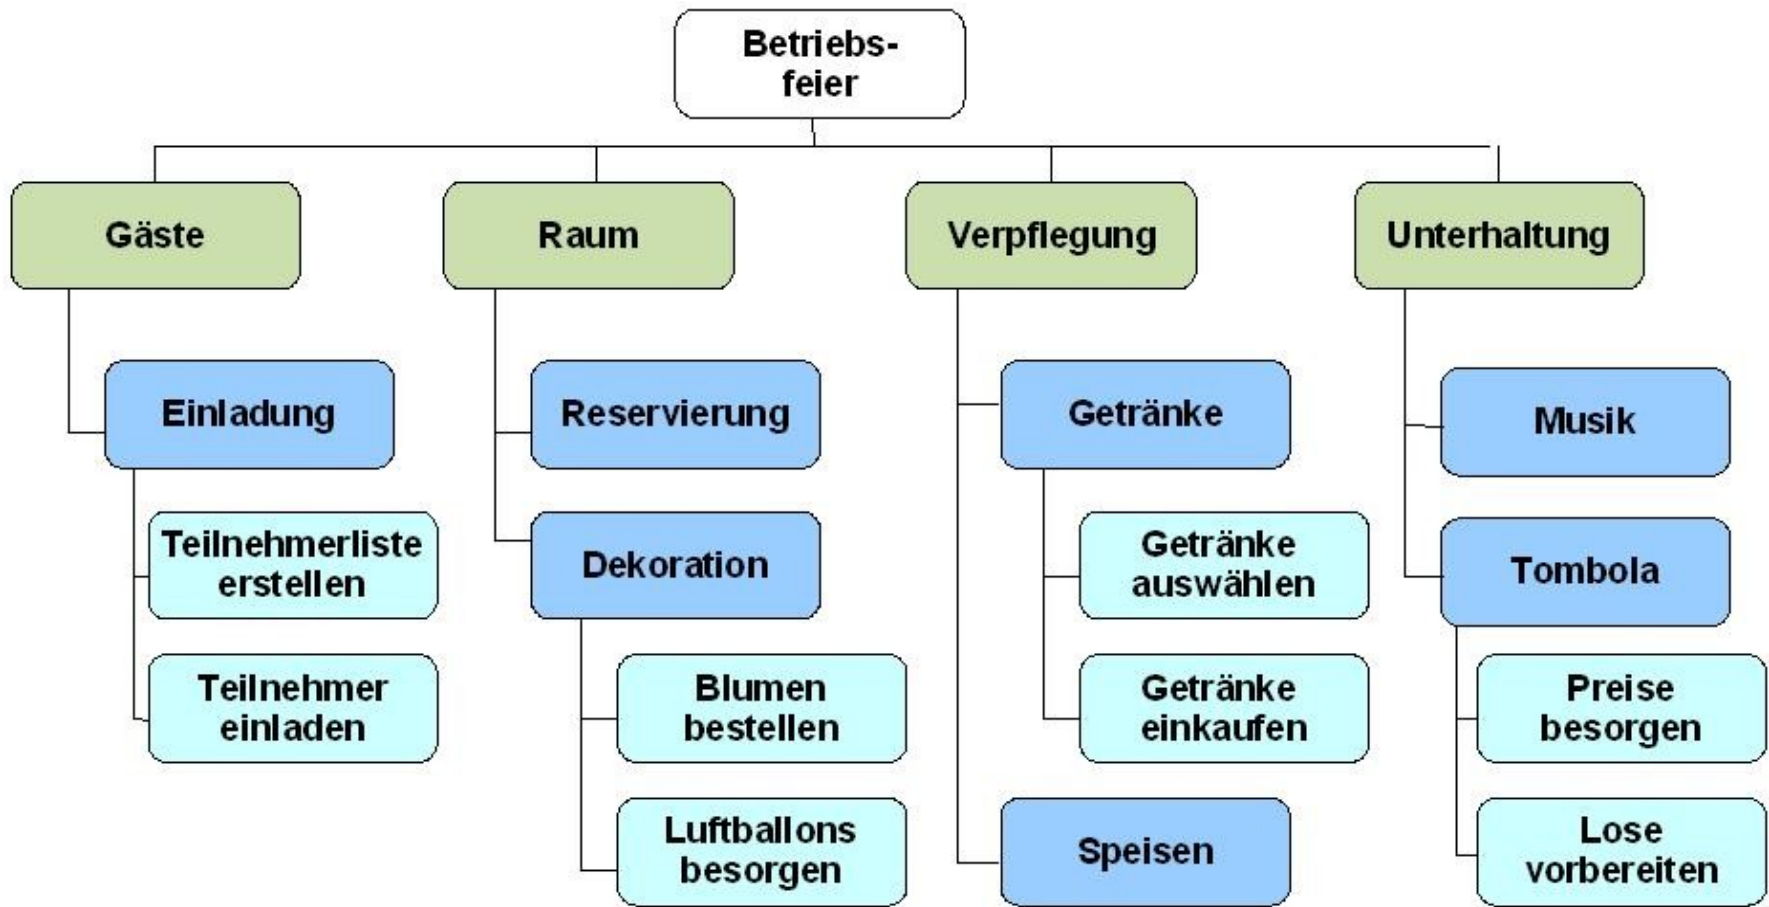 Betriebs-
feier
Gäste
Raum
Verpflegung
Unterhaltung
Einladung
Teilnehmerliste
erstellen
Teilnehmer
einladen
Reservierung
Dekoration
Blumen
bestellen
Luftballons
besorgen
Getränke
Getränke
auswählen
Getränke
einkaufen
Speisen
Musik
Tombola
Preise
besorgen
Lose
vorbereiten